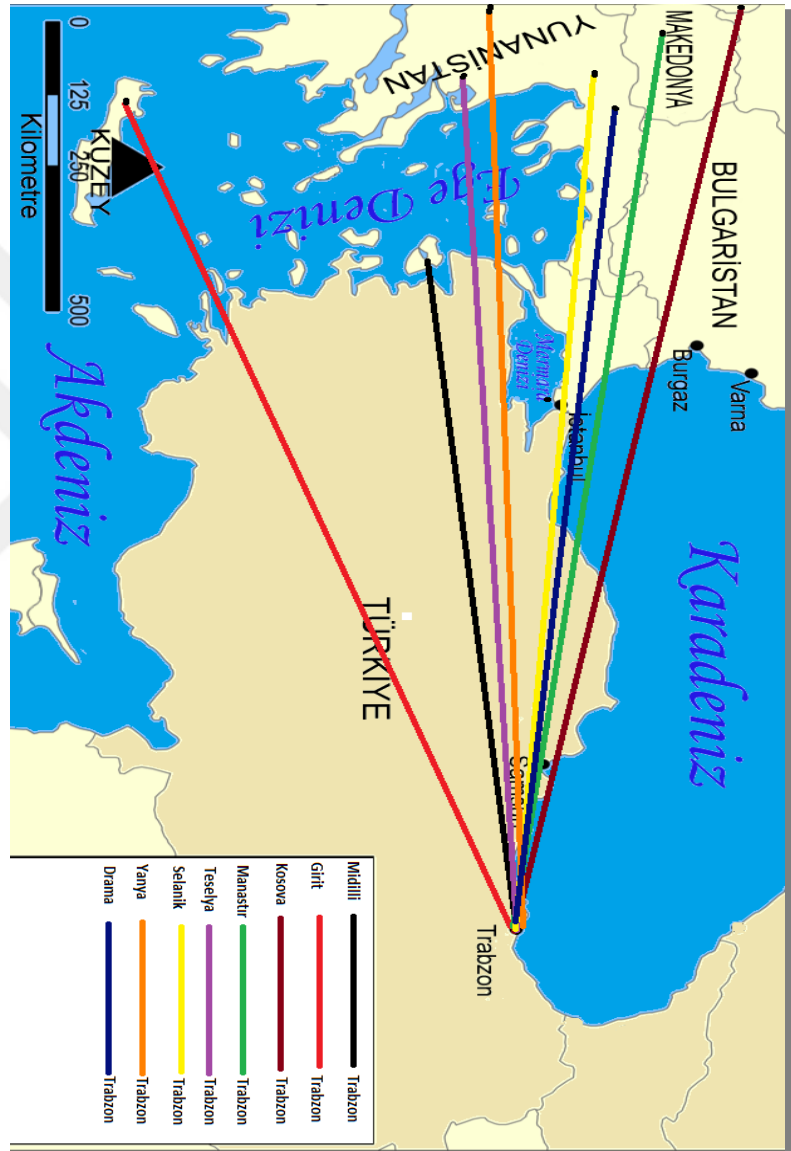 Varna
BULGARİSTAN
Karadeniz
MAKEDONYA
Burgaz
İstanbul
YUNANİSTAN
Marmara
Denizi
Samsun
Trabzon
Ege Denizi
TÜRKİYE
Midilli Trabzon
Girit Trabzon
Kosova Trabzon
Manastır Trabzon
Teselya Trabzon
Selanik Trabzon
Yanya Trabzon
Drama Trabzon
KUZEY
Akdeniz
0 125 250 500
Kilometre